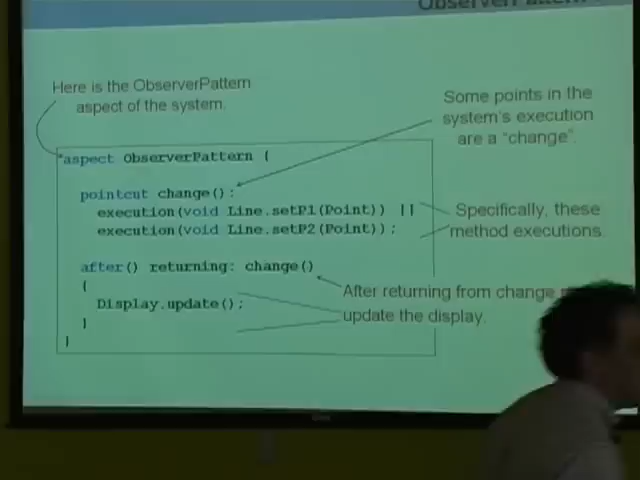 ObserverPattern
Here is the ObserverPattern
aspect of the system.
Some points in the
system's execution
are a "change".
aspect ObserverPattern {
pointcut change():
execution(void Line.setP1(Point)) ||
execution(void Line.setP2(Point));
Specifically, these
method executions.
after() returning: change()
{
Display.update();
}
}
After returning from change
update the display.